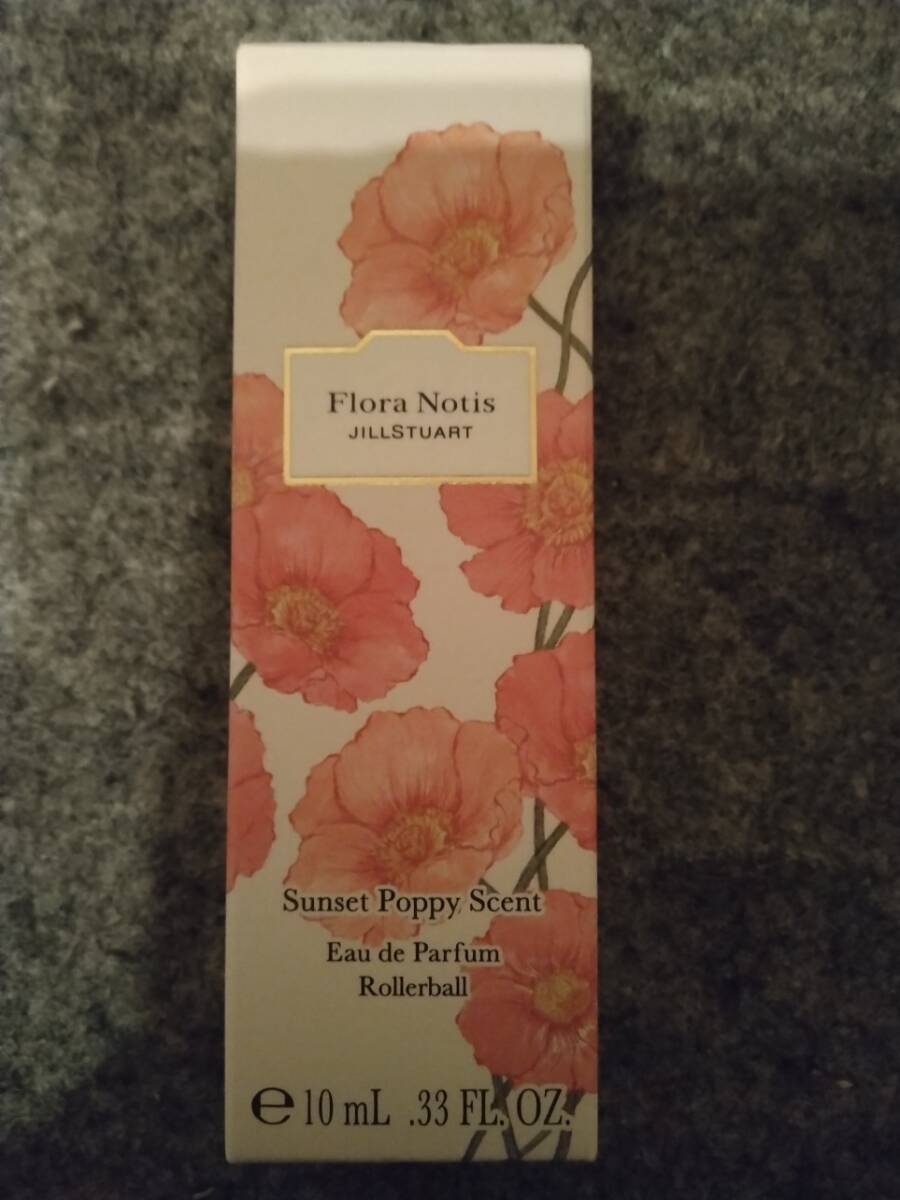 Flora Notis
JILLSTUART
Sunset Poppy Scent
Eau de Parfum
Rollerball
℮ 10 mL .33 FL. OZ.